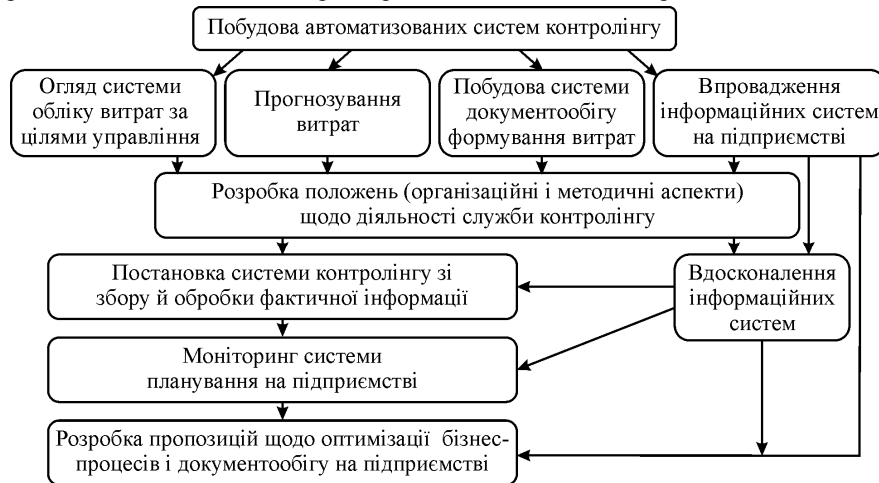 Побудова автоматизованих систем контролінгу
Огляд системи
обліку витрат за
цілями управління
Прогнозування
витрат
Побудова системи
документообігу
формування витрат
Впровадження
інформаційних систем
на підприємстві
Розробка положень (організаційні і методичні аспекти)
щодо діяльності служби контролінгу
Постановка системи контролінгу зі
збору й обробки фактичної інформації
Вдосконалення
інформаційних
систем
Моніторинг системи
планування на підприємстві
Розробка пропозицій щодо оптимізації бізнес-
процесів і документообігу на підприємстві